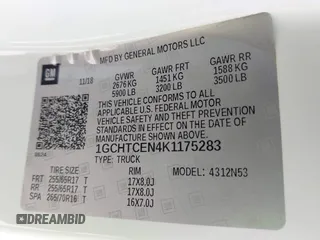 GM
MFD BY GENERAL MOTORS LLC
11/18 GVWR GAWR FRT GAWR RR
2676 KG 1451 KG 1588 KG
5900 LB 3200 LB 3500 LB
THIS VEHICLE CONFORMS TO ALL
APPLICABLE U.S. FEDERAL MOTOR
VEHICLE SAFETY AND THEFT PREVENTION
STANDARDS IN EFFECT ON THE DATE OF
MANUFACTURE SHOWN ABOVE.
1GCHTCEN4K1175283
TYPE: TRUCK
TIRE SIZE RIM MODEL: 4312N53
FRT 255/65R17 T 17X8.0J
RR 255/65R17 T 17X8.0J
SPA 265/70R16 T 16X7.0J
DREAMBID